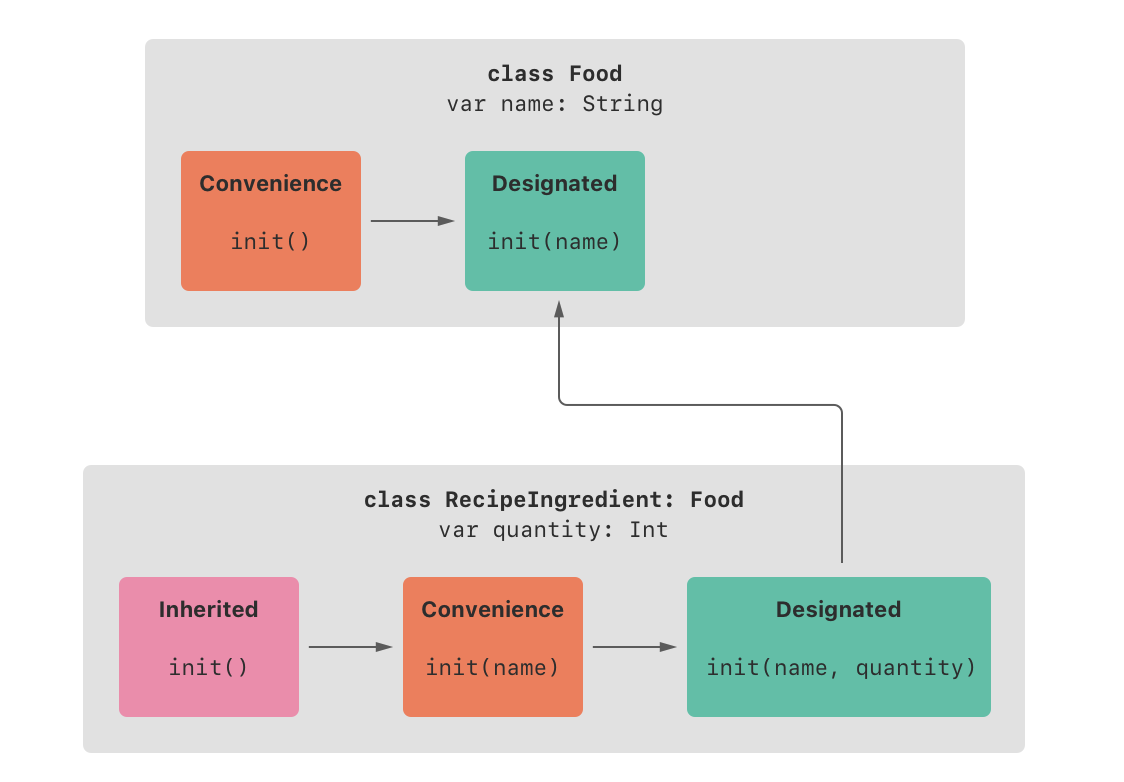 class Food
var name: String
Convenience
init()
Designated
init(name)
class RecipeIngredient: Food
var quantity: Int
Inherited
init()
Convenience
init(name)
Designated
init(name, quantity)